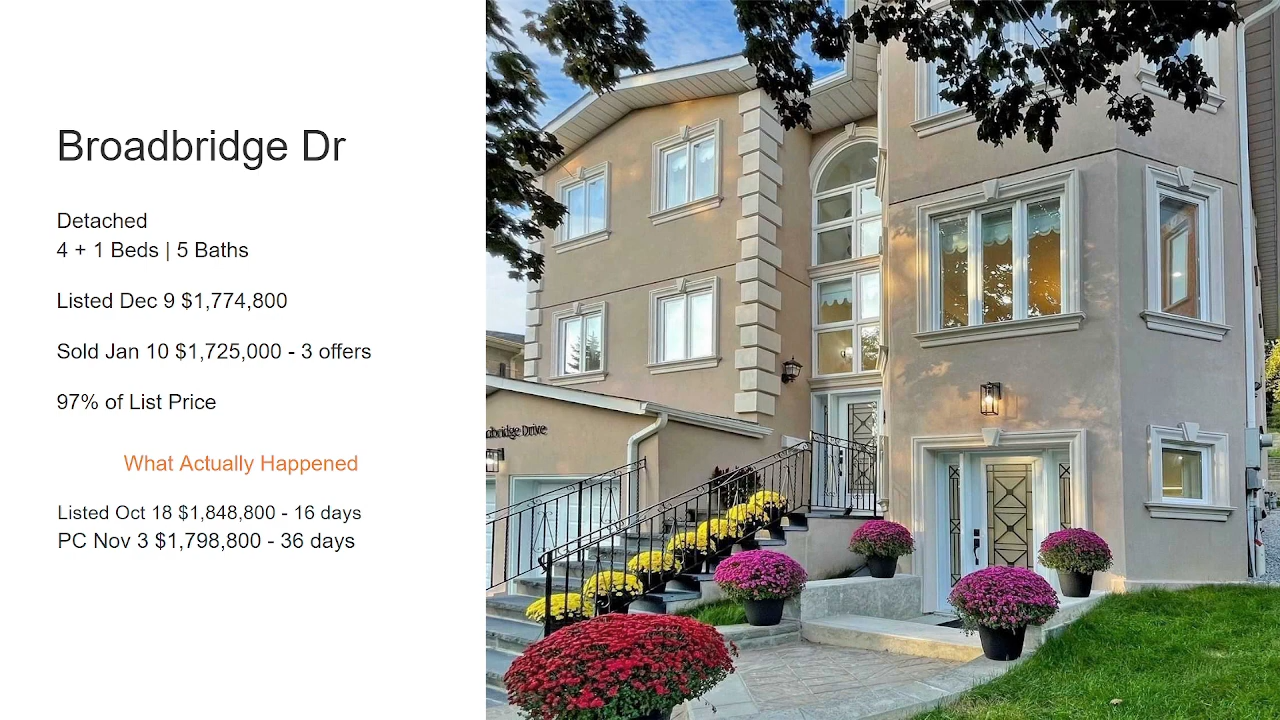 Broadbridge Dr
Detached
4 + 1 Beds | 5 Baths
Listed Dec 9 $1,774,800
Sold Jan 10 $1,725,000 - 3 offers
97% of List Price
What Actually Happened
Listed Oct 18 $1,848,800 - 16 days
PC Nov 3 $1,798,800 - 36 days
dbridge Drive